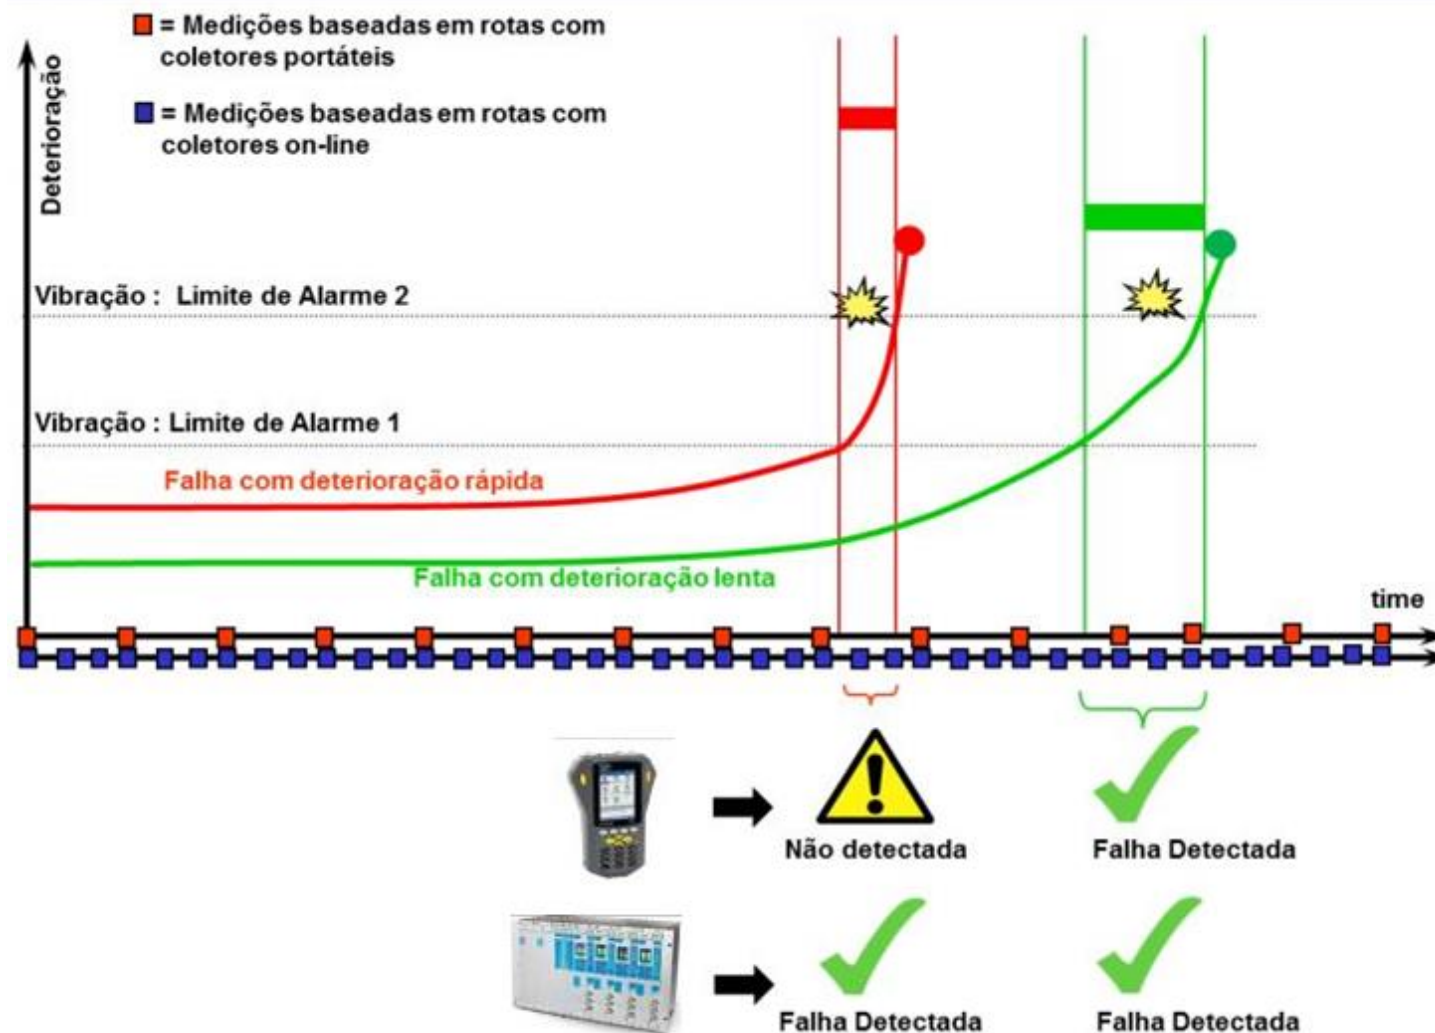 = Medições baseadas em rotas com
coletores portáteis
= Medições baseadas em rotas com
coletores on-line
Deterioração
Vibração : Limite de Alarme 2
Vibração : Limite de Alarme 1
Falha com deterioração rápida
Falha com deterioração lenta
time
Não detectada
Falha Detectada
Falha Detectada
Falha Detectada